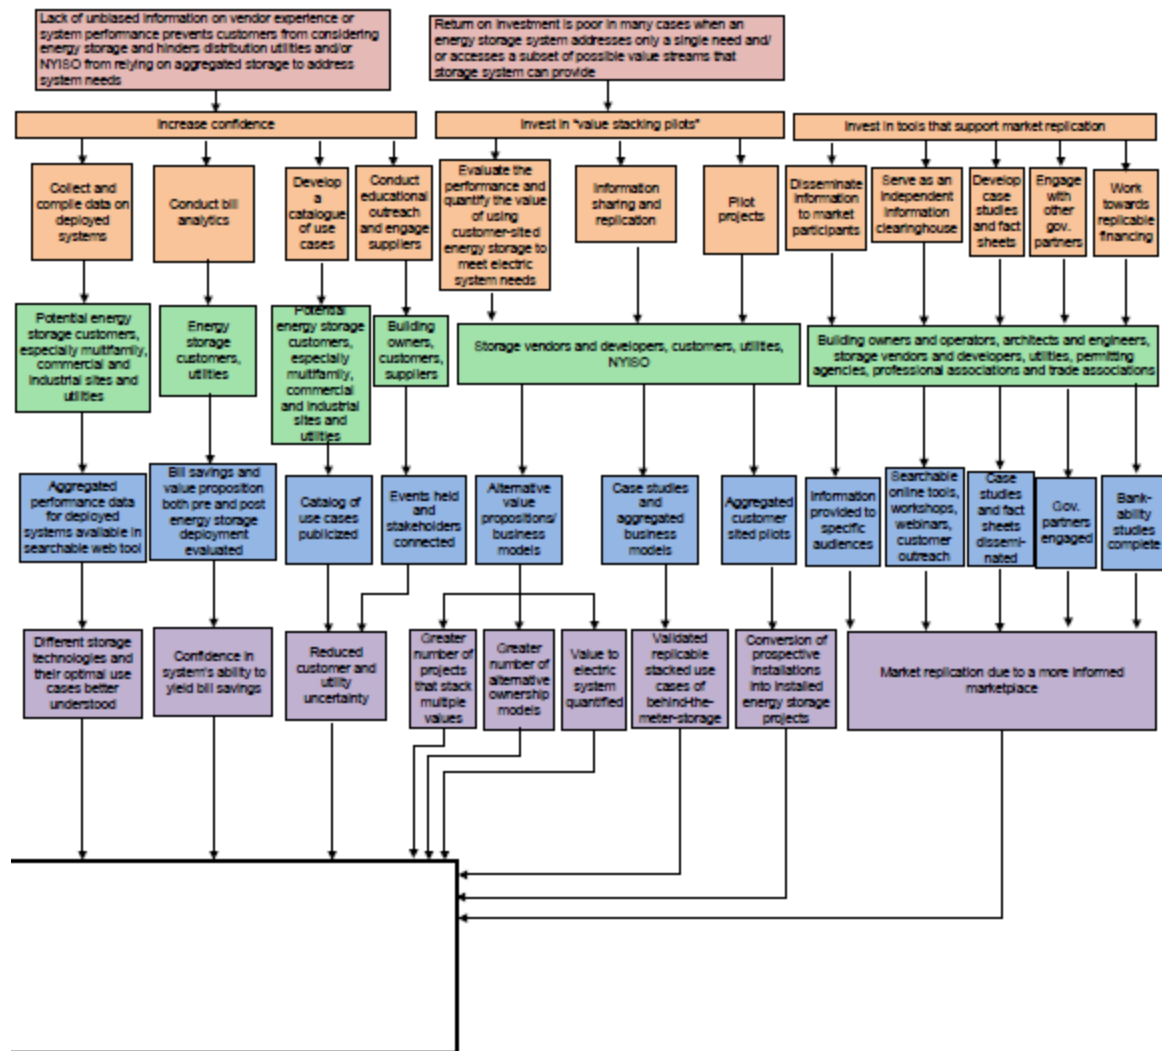 Lack of unbiased information on vendor experience or
system performance prevents customers from considering
energy storage and hinders distribution utilities and/or
NYISO from relying on aggregated storage to address
system needs
Return on Investment is poor in many cases when an
energy storage system addresses only a single need and/
or accesses a subset of possible value streams that
storage system can provide
Increase confidence
Invest in "value stacking pilots"
Invest in tools that support market replication
Collect and
compile data on
deployed
systems
Conduct bill
analytics
Develop
a
catalogue
of use
cases
Conduct
educational
outreach
and engage
suppliers
Evaluate the
performance and
quantify the value
of using
customer-sited
energy storage to
meet electric
system needs
Information
sharing and
replication
Pilot
projects
Disseminate
information
to market
participants
Serve as an
independent
information
clearinghouse
Develop
case
studies
and fact
sheets
Engage
with
other
gov.
partners
Work
towards
replicable
financing
Potential energy
storage customers,
especially multifamily,
commercial and
industrial sites and
utilities
Energy
storage
customers,
utilities
Potential
energy storage
customers,
especially
multifamily,
commercial
and industrial
sites and
utilities
Building
owners,
customers,
suppliers
Storage vendors and developers, customers, utilities,
NYISO
Building owners and operators, architects and engineers,
storage vendors and developers, utilities, permitting
agencies, professional associations and trade associations
Aggregated
performance data
for deployed
systems available in
searchable web tool
Bill savings and
value proposition
both pre and post
energy storage
deployment
evaluated
Catalog of
use cases
publicized
Events held
and
stakeholders
connected
Alternative
value
propositions/
business
models
Case studies
and
aggregated
business
models
Aggregated
customer
sited pilots
Information
provided to
specific
audiences
Searchable
online tools,
workshops,
webinars,
customer
outreach
Case
studies
and fact
sheets
dissemi-
nated
Gov.
partners
engaged
Bank-
ability
studies
complete
Different storage
technologies and
their optimal use
cases better
understood
Confidence in
system's ability to
yield bill savings
Reduced
customer and
utility
uncertainty
Greater
number of
projects
that stack
multiple
values
Greater
number of
alternative
ownership
models
Value to
electric
system
quantified
Validated
replicable
stacked use
cases of
behind-the-
meter-storage
Conversion of
prospective
installations
into installed
energy storage
projects
Market replication due to a more informed
marketplace